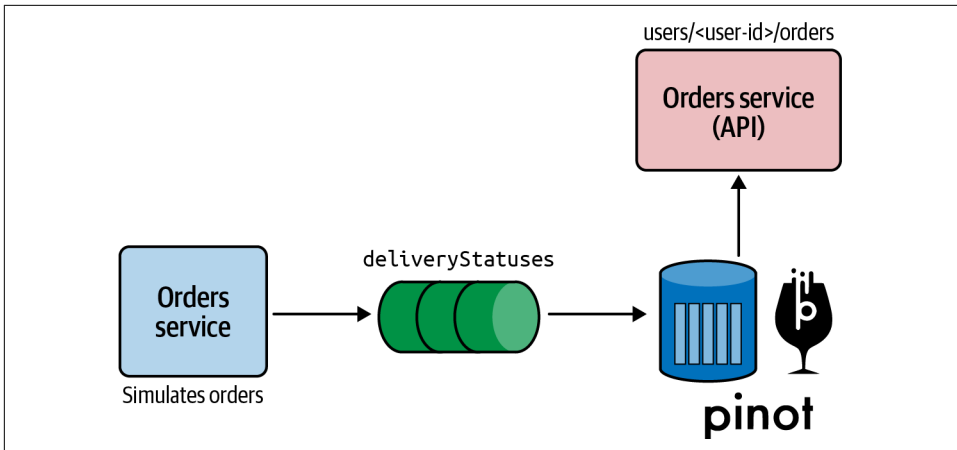 users/<user-id>/orders
Orders service
(API)
deliveryStatuses
Orders
service
Simulates orders
p
pinot